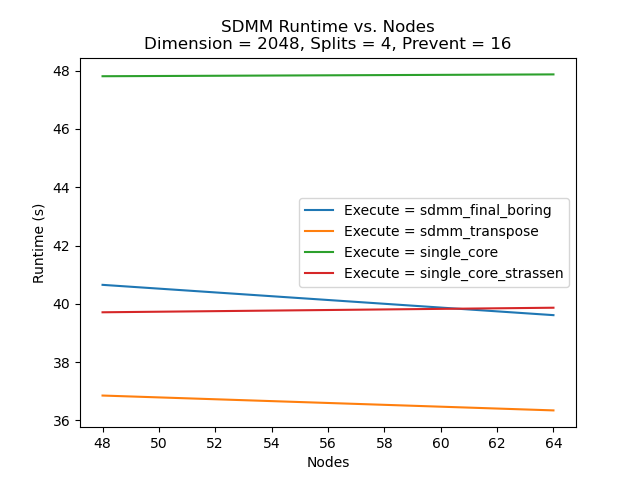 SDMM Runtime vs. Nodes
Dimension = 2048, Splits = 4, Prevent = 16
48
46
44
42
40
38
36
Runtime (s)
Execute = sdmm_final_boring
Execute = sdmm_transpose
Execute = single_core
Execute = single_core_strassen
48 50 52 54 56 58 60 62 64
Nodes